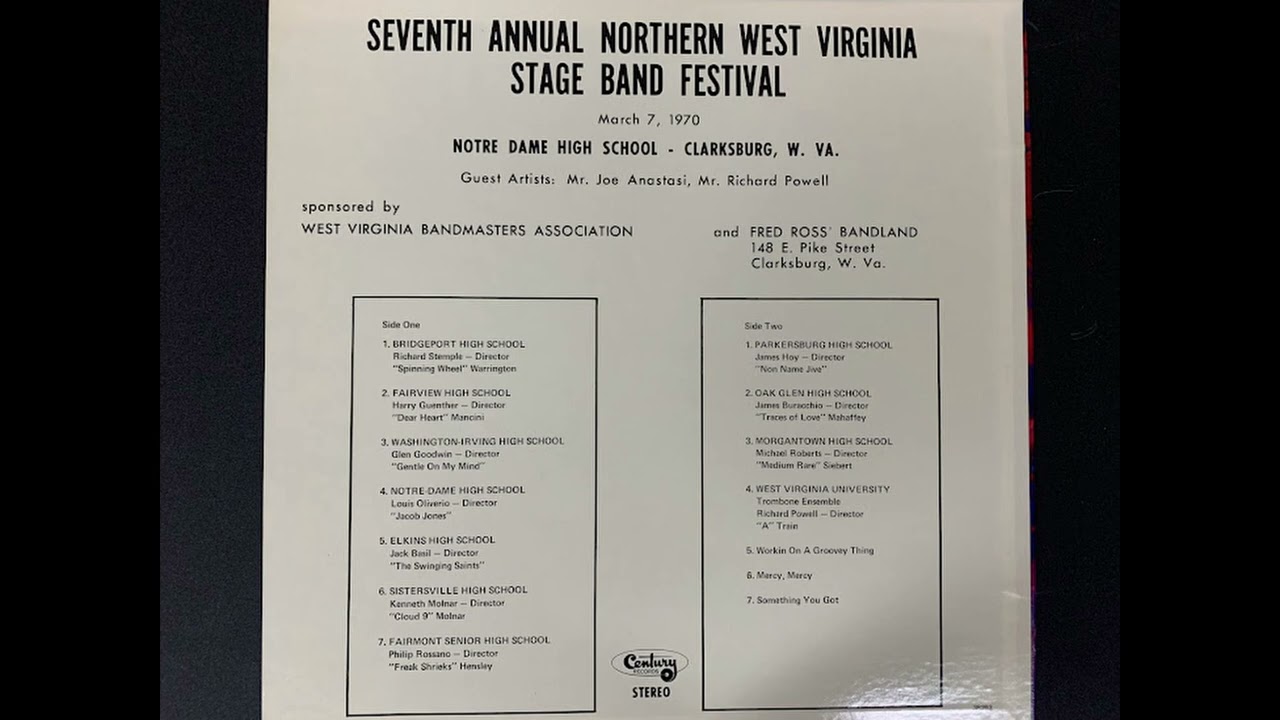 SEVENTH ANNUAL NORTHERN WEST VIRGINIA
STAGE BAND FESTIVAL
March 7, 1970
NOTRE DAME HIGH SCHOOL - CLARKSBURG, W. VA.
Guest Artists: Mr. Joe Anastasi, Mr. Richard Powell
sponsored by
WEST VIRGINIA BANDMASTERS ASSOCIATION
and FRED ROSS' BANDLAND
148 E. Pike Street
Clarksburg, W. Va.
Side One
1. BRIDGEPORT HIGH SCHOOL
Richard Stemple — Director
"Spinning Wheel" Warrington
2. FAIRVIEW HIGH SCHOOL
Harry Guenther — Director
"Dear Heart" Mancini
3. WASHINGTON-IRVING HIGH SCHOOL
Glen Goodwin — Director
"Gentle On My Mind"
4. NOTRE DAME HIGH SCHOOL
Louis Oliverio — Director
"Jacob Jones"
5. ELKINS HIGH SCHOOL
Jack Basil — Director
"The Swinging Saints"
6. SISTERSVILLE HIGH SCHOOL
Kenneth Molnar — Director
"Cloud 9" Molnar
7. FAIRMONT SENIOR HIGH SCHOOL
Philip Rossano — Director
"Freak Shrieks" Hensley
Side Two
1. PARKERSBURG HIGH SCHOOL
James Hoy — Director
"Non Name Jive"
2. OAK GLEN HIGH SCHOOL
James Buracchio — Director
"Traces of Love" Mahaffey
3. MORGANTOWN HIGH SCHOOL
Michael Roberts — Director
"Medium Rare" Siebert
4. WEST VIRGINIA UNIVERSITY
Trombone Ensemble
Richard Powell — Director
"A" Train
5. Workin On A Groovey Thing
6. Mercy, Mercy
7. Something You Got
Century
RECORDS
STEREO